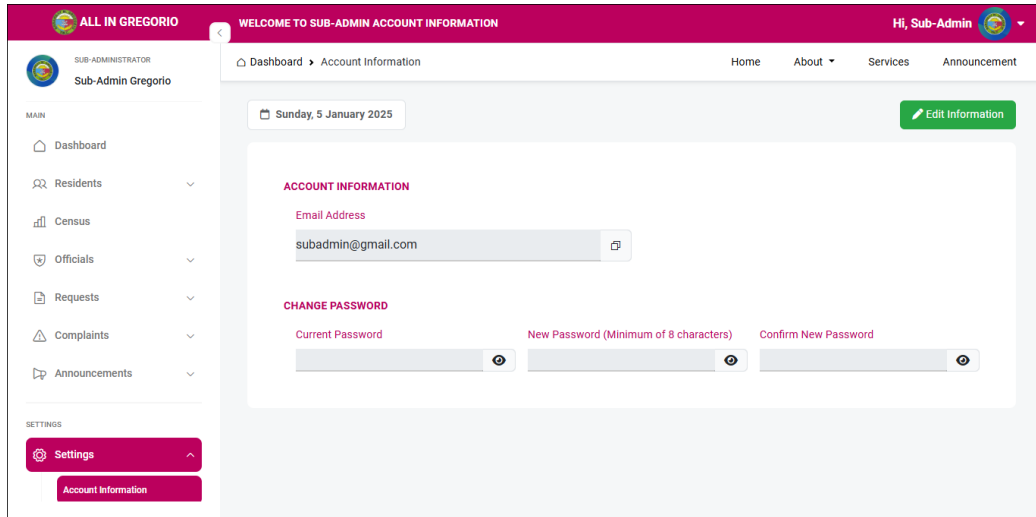 ALL IN GREGORIO
WELCOME TO SUB-ADMIN ACCOUNT INFORMATION
Hi, Sub-Admin
SUB-ADMINISTRATOR
Sub-Admin Gregorio
Dashboard > Account Information
Home About Services Announcement
MAIN
Dashboard
Residents
Census
Officials
Requests
Complaints
Announcements
SETTINGS
Settings
Account Information
Sunday, 5 January 2025
Edit Information
ACCOUNT INFORMATION
Email Address
subadmin@gmail.com
CHANGE PASSWORD
Current Password New Password (Minimum of 8 characters) Confirm New Password